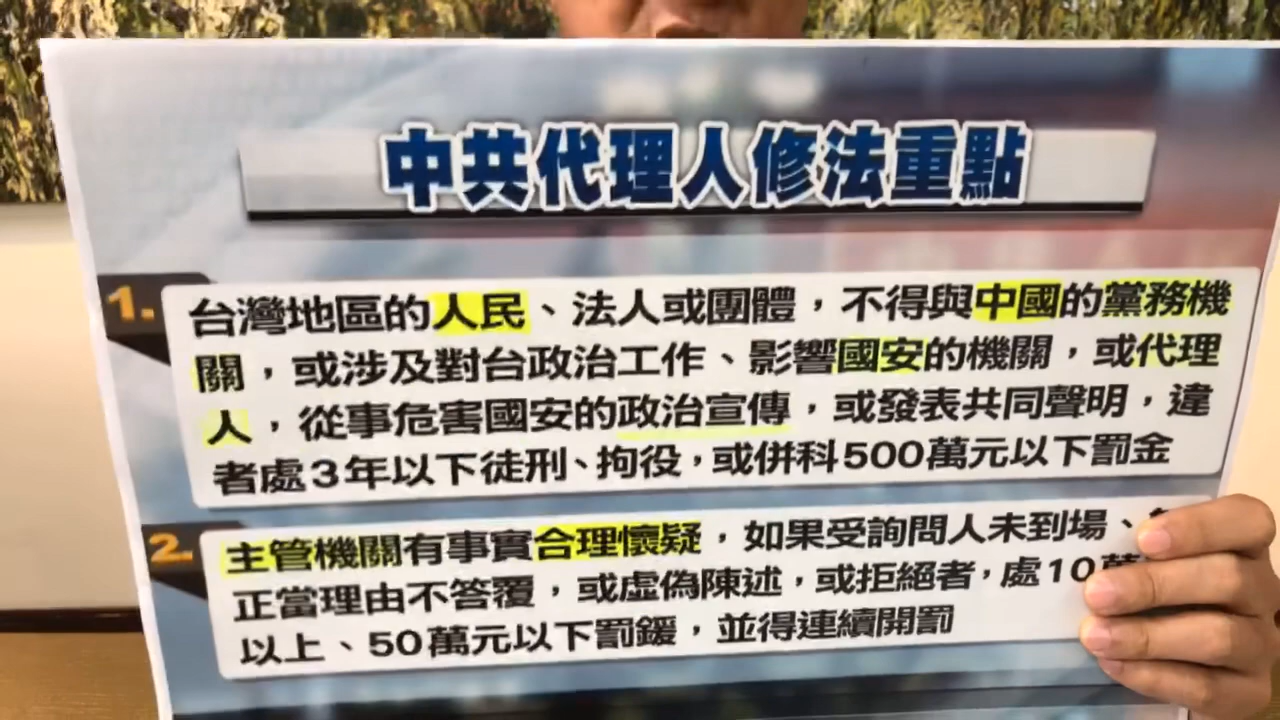 中共代理人修法重點
1.
台灣地區的人民、法人或團體，不得與中國的黨務機
關，或涉及對台政治工作、影響國安的機關，或代理
人，從事危害國安的政治宣傳，或發表共同聲明，違
者處3年以下徒刑、拘役，或併科500萬元以下罰金
2.
主管機關有事實合理懷疑，如果受詢問人未到場、
正當理由不答覆，或虛偽陳述，或拒絕者，處10萬
以上、50萬元以下罰鍰，並得連續開罰